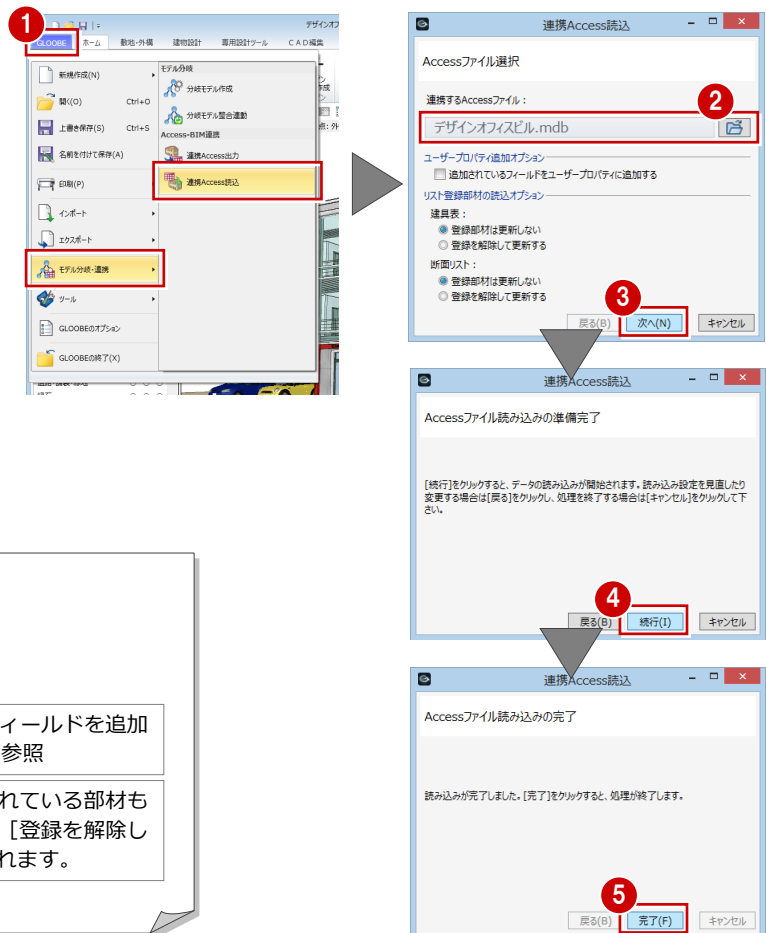 1
デザインオフ
GLOOBE
ホーム
敷地・外構
建物設計
専用設計ツール
CAD編集
新規作成(N)
開く(O) Ctrl+O
上書き保存(S) Ctrl+S
名前を付けて保存(A)
印刷(P)
インポート
エクスポート
モデル分岐・連携
ツール
GLOOBEのオプション
GLOOBEの終了(X)
モデル分岐
分岐モデル作成
分岐モデル整合連動
Access-BIM連携
連携Access出力
連携Access読込
連携Access読込
Accessファイル選択
連携するAccessファイル：
2
デザインオフィスビル.mdb
ユーザープロパティ追加オプション
追加されているフィールドをユーザープロパティに追加する
リスト登録部材の読込オプション
建具表：
登録部材は更新しない
登録を解除して更新する
断面リスト：
登録部材は更新しない
登録を解除して更新する
3
戻る(B) 次へ(N) キャンセル
連携Access読込
Accessファイル読み込みの準備完了
[続行]をクリックすると、データの読み込みが開始されます。読み込み設定を見直したり
変更する場合は[戻る]をクリックし、処理を終了する場合は[キャンセル]をクリックして下
さい。
4
戻る(B) 続行(I) キャンセル
連携Access読込
Accessファイル読み込みの完了
読み込みが完了しました。[完了]をクリックすると、処理が終了します。
5
戻る(B) 完了(F) キャンセル
ィールドを追加
参照
れている部材も
［登録を解除し
れます。